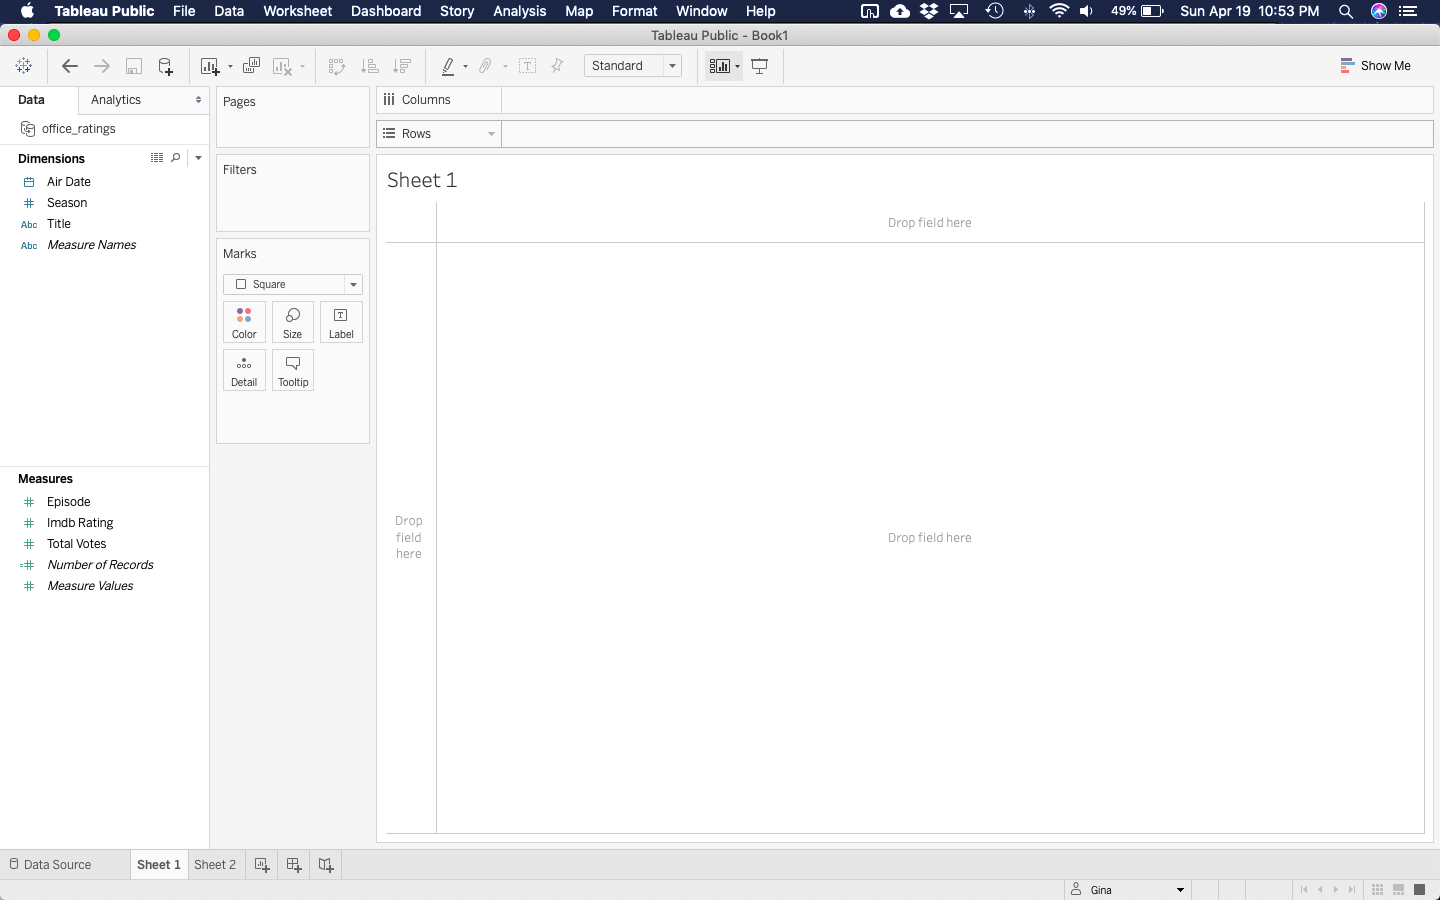 Tableau Public File Data Worksheet Dashboard Story Analysis Map Format Window Help 49% Sun Apr 19 10:53 PM
Tableau Public - Book1
Standard
Show Me
Data
Analytics
office_ratings
Dimensions
Air Date
Season
Abc Title
Abc Measure Names
Measures
Episode
Imdb Rating
Total Votes
Number of Records
Measure Values
Pages
Filters
Marks
Square
Color Size Label
Detail Tooltip
Columns
Rows
Sheet 1
Drop field here
Drop
field
here
Drop field here
Data Source Sheet 1 Sheet 2
Gina